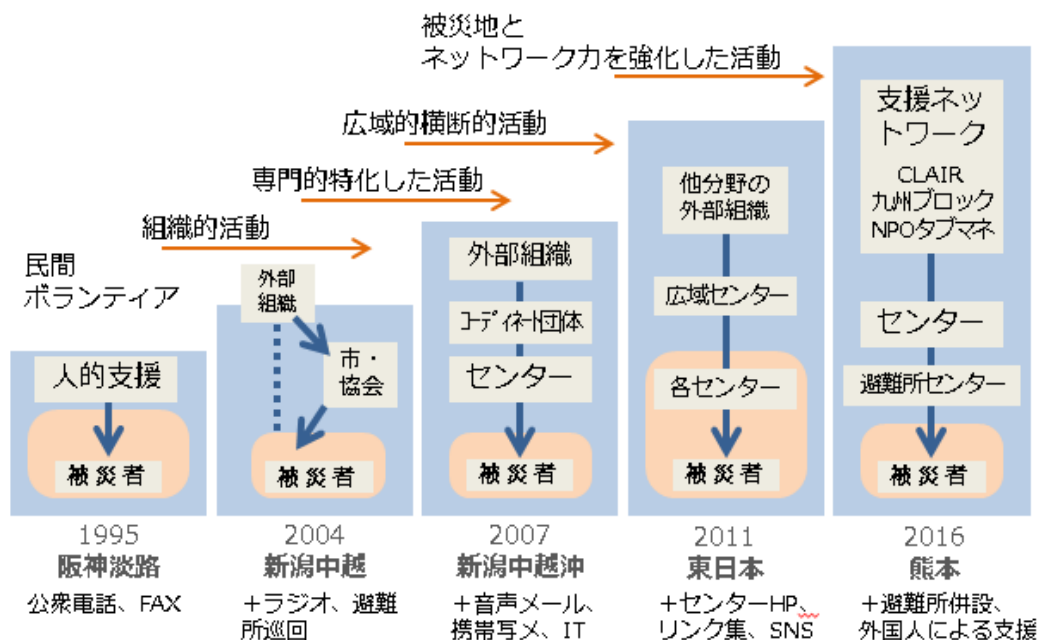 被災地と
ネットワーク力を強化した活動
広域的横断的活動
専門的特化した活動
組織的活動
民間
ボランティア
人的支援
被災者
1995
阪神淡路
公衆電話、FAX
外部
組織
市・
協会
被災者
2004
新潟中越
＋ラジオ、避難
所巡回
外部組織
コーディネート団体
センター
被災者
2007
新潟中越沖
＋音声メール、
携帯写メ、IT
他分野の
外部組織
広域センター
各センター
被災者
2011
東日本
＋センターHP、
リンク集、SNS
支援ネッ
トワーク
CLAIR
九州ブロック
NPOタブマネ
センター
避難所センター
被災者
2016
熊本
＋避難所併設、
外国人による支援